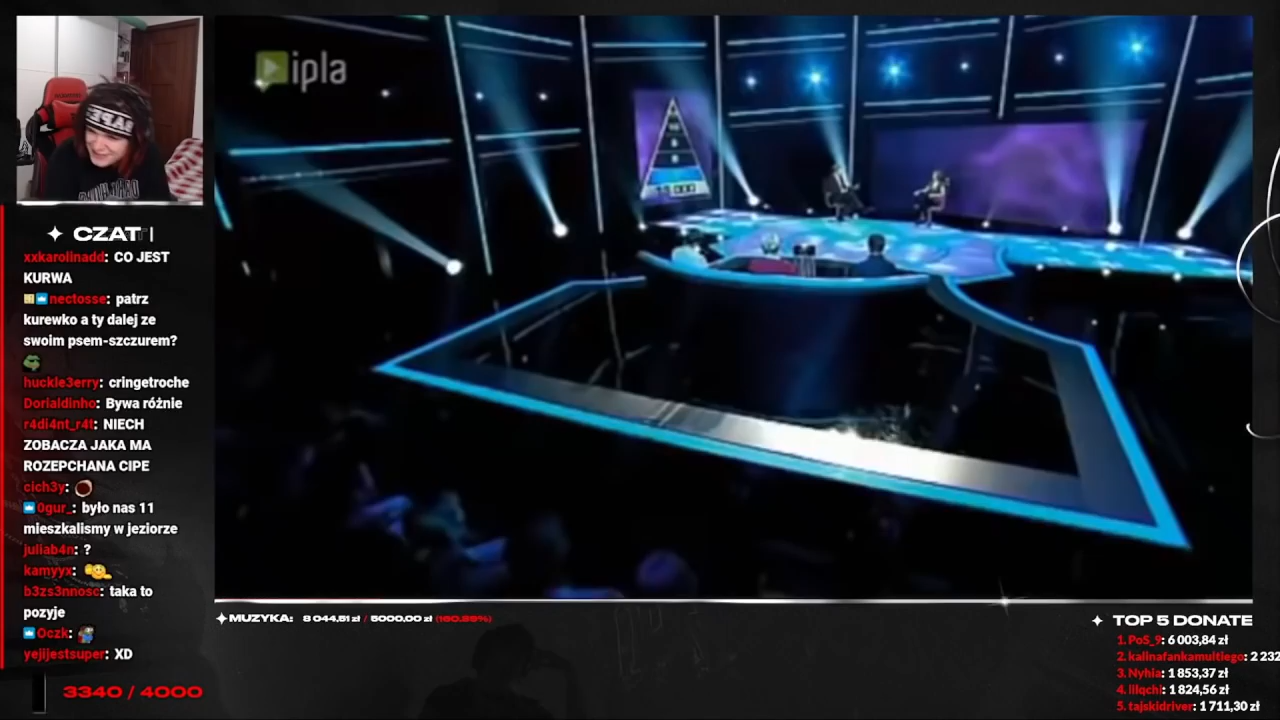 ipla
CZAT
xxkarolinadd: CO JEST
KURWA
nectosse: patrz
kurewko a ty dalej ze
swoim psem-szczurem?
huckle3erry: cringetroche
Dorialdinho: Bywa różnie
r4di4nt_r4t: NIECH
ZOBACZA JAKA MA
ROZEPCHANA CIPE
cich3y:
0gur_: było nas 11
mieszkalismy w jeziorze
juliab4n: ?
kamyyx:
b3zs3nnosc: taka to
pozyje
Oczk:
yejijestsuper: XD
3340 / 4000
MUZYKA: 8 044,51 zł / 5000,00 zł (160.89%)
TOP 5 DONATE
1. PoS_9: 6 003,84 zł
2. kalinafankamultiego: 2 232
3. Nyhia: 1 853,37 zł
4. lilqchi: 1 824,56 zł
5. tajskidriver: 1 711,30 zł